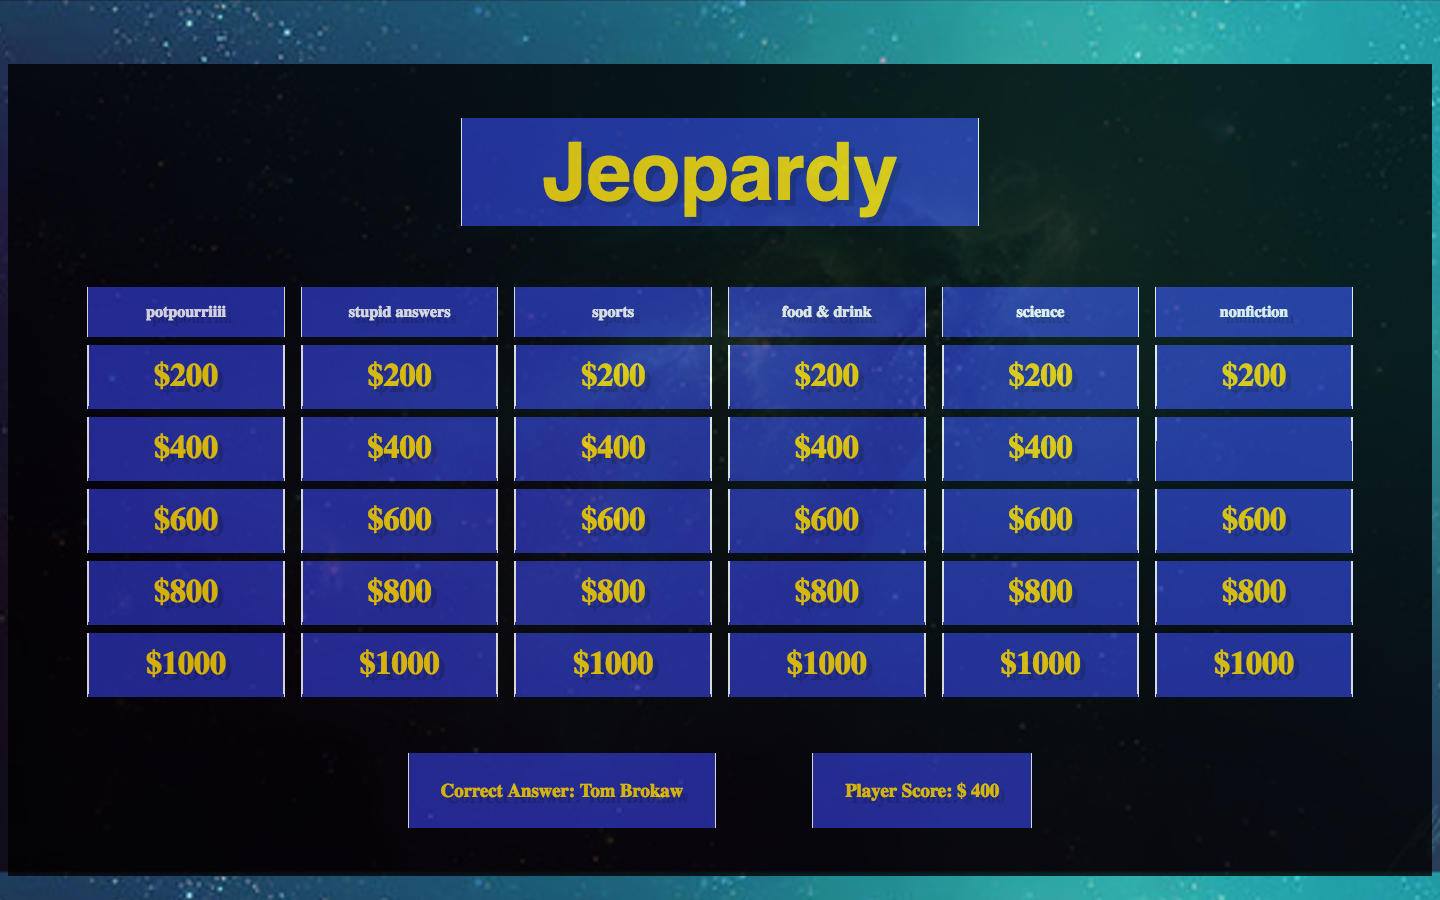 Jeopardy
potpourriiii stupid answers sports food & drink science nonfiction
$200 $200 $200 $200 $200 $200
$400 $400 $400 $400 $400
$600 $600 $600 $600 $600 $600
$800 $800 $800 $800 $800 $800
$1000 $1000 $1000 $1000 $1000 $1000
Correct Answer: Tom Brokaw Player Score: $ 400